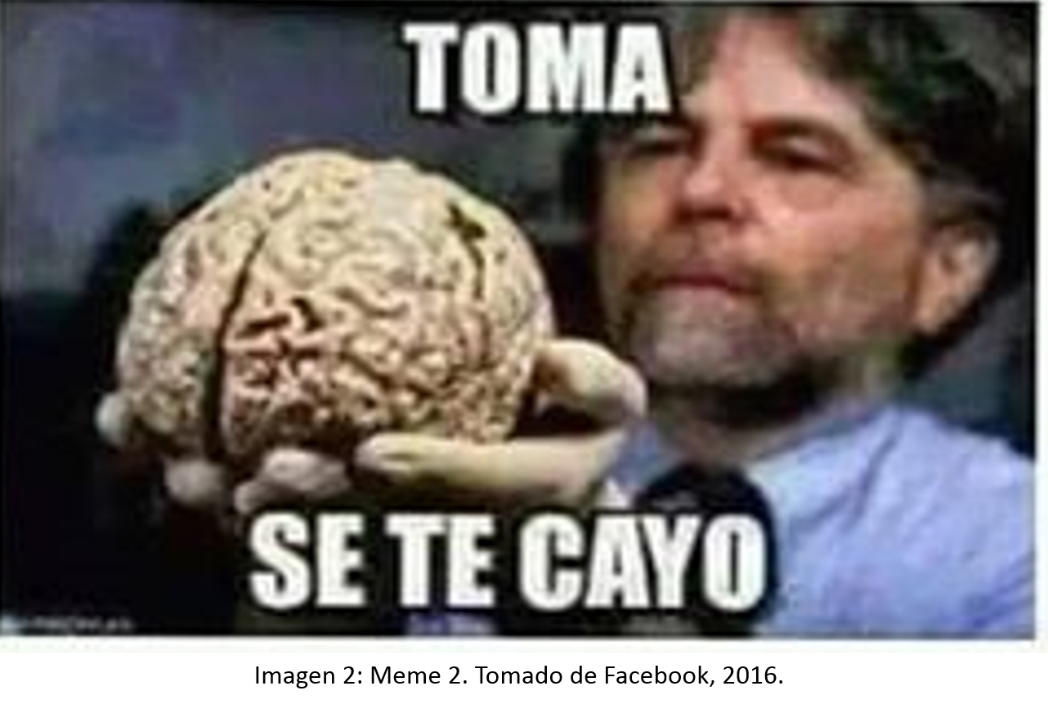 TOMA
SE TE CAYO
Imagen 2: Meme 2. Tomado de Facebook, 2016.